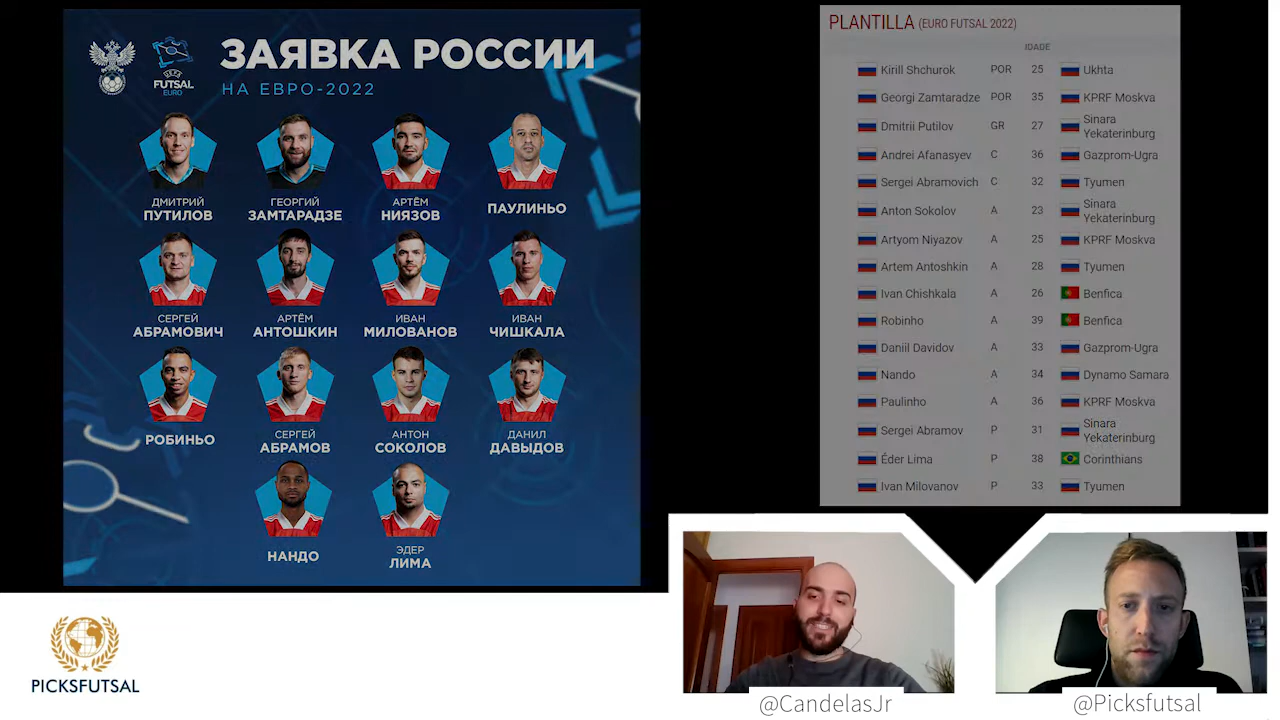 ЗАЯВКА РОССИИ
НА ЕВРО-2022
UEFA
FUTSAL
EURO
ДМИТРИЙ
ПУТИЛОВ
ГЕОРГИЙ
ЗАМТАРАДЗЕ
АРТЁМ
НИЯЗОВ
ПАУЛИНЬО
СЕРГЕЙ
АБРАМОВИЧ
АРТЁМ
АНТОШКИН
ИВАН
МИЛОВАНОВ
ИВАН
ЧИШКАЛА
РОБИНЬО
СЕРГЕЙ
АБРАМОВ
АНТОН
СОКОЛОВ
ДАНИЛ
ДАВЫДОВ
НАНДО
ЭДЕР
ЛИМА
PLANTILLA (EURO FUTSAL 2022)
IDADE
Kirill Shchurok POR 25 Ukhta
Georgi Zamtaradze POR 35 KPRF Moskva
Dmitrii Putilov GR 27 Sinara Yekaterinburg
Andrei Afanasyev C 36 Gazprom-Ugra
Sergei Abramovich C 32 Tyumen
Anton Sokolov A 23 Sinara Yekaterinburg
Artyom Niyazov A 25 KPRF Moskva
Artem Antoshkin A 28 Tyumen
Ivan Chishkala A 26 Benfica
Robinho A 39 Benfica
Daniil Davidov A 33 Gazprom-Ugra
Nando A 34 Dynamo Samara
Paulinho A 36 KPRF Moskva
Sergei Abramov P 31 Sinara Yekaterinburg
Éder Lima P 38 Corinthians
Ivan Milovanov P 33 Tyumen
PICKSFUTSAL
@CandelasJr
@Picksfutsal